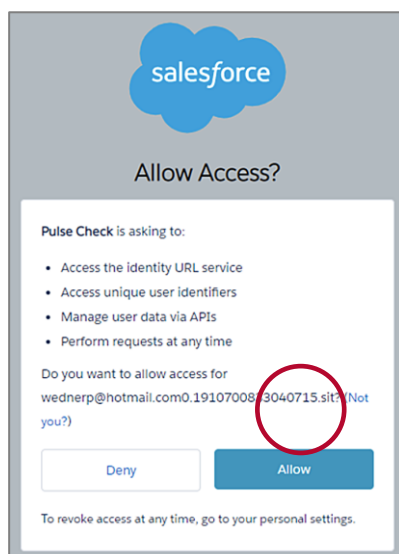 salesforce
Allow Access?
Pulse Check is asking to:
• Access the identity URL service
• Access unique user identifiers
• Manage user data via APIs
• Perform requests at any time
Do you want to allow access for
wednerp@hotmail.com0.1910700883040715.sit? (Not
you?)
Deny
Allow
To revoke access at any time, go to your personal settings.